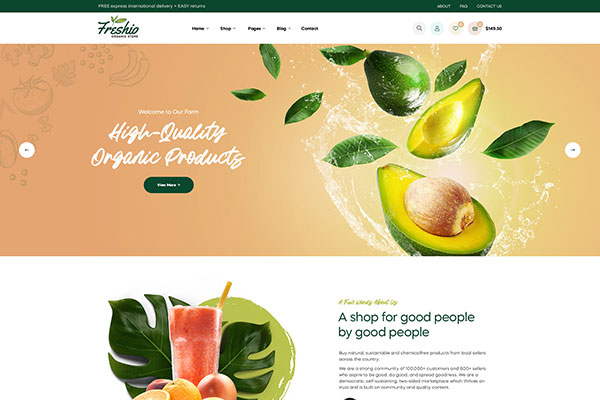 FREE express international delivery + EASY returns
ABOUT FAQ CONTACT US
Freshio
ORGANIC STORE
Home Shop Pages Blog Contact
0 2 $149.50
Welcome to Our Farm
High-Quality
Organic Products
View More
A Few Words About Us
A shop for good people
by good people
Buy natural, sustainable and chemical-free products from local sellers
across the country.
We are a strong community of 100,000+ customers and 600+ sellers
who aspire to be good, do good, and spread goodness. We are a
democratic, self-sustaining, two-sided marketplace which thrives on
trust and is built on community and quality content.